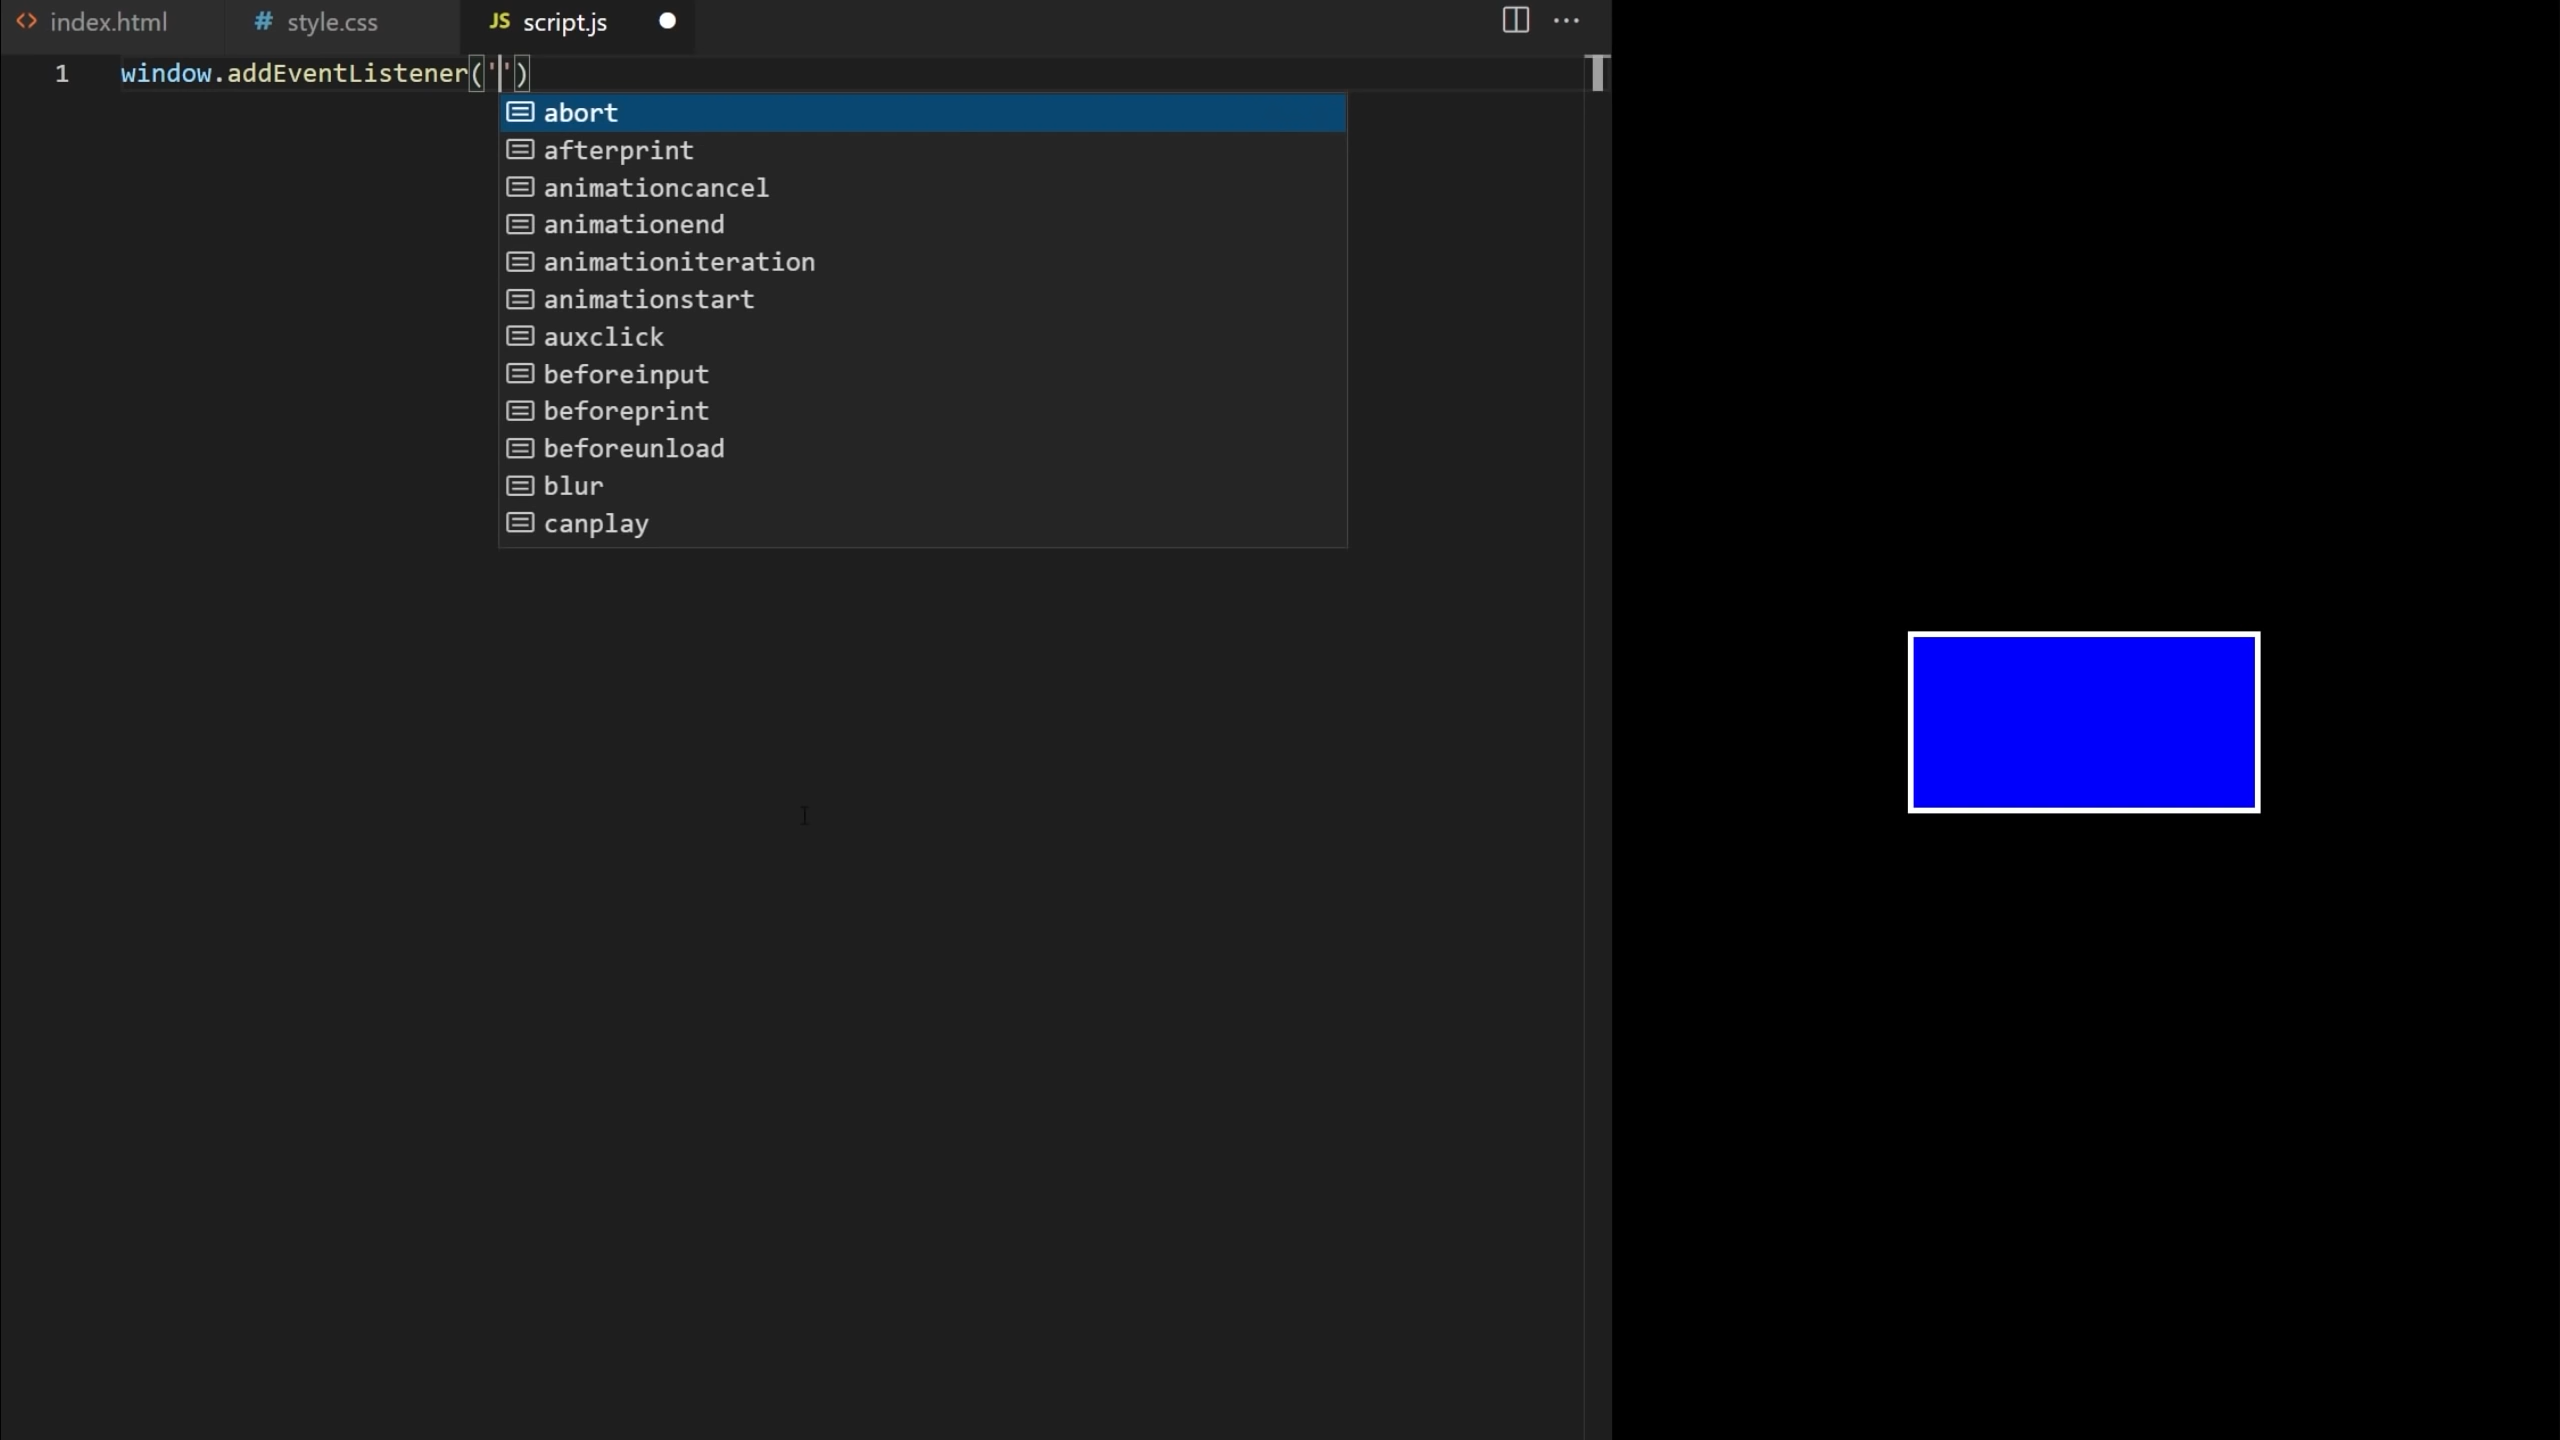 index.html # style.css JS script.js
1 window.addEventListener('')
abort
afterprint
animationcancel
animationend
animationiteration
animationstart
auxclick
beforeinput
beforeprint
beforeunload
blur
canplay